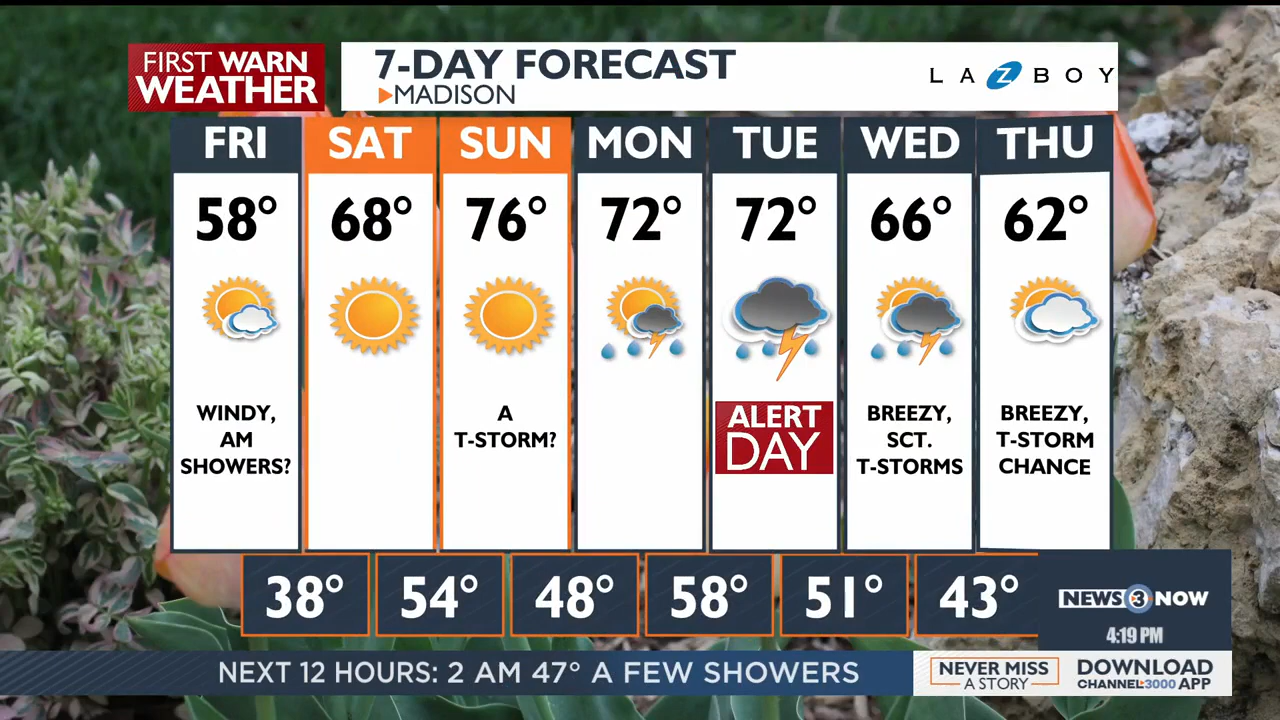 FIRST WARN
WEATHER
7-DAY FORECAST
MADISON
LAZBOY
FRI SAT SUN MON TUE WED THU
58° 68° 76° 72° 72° 66° 62°
WINDY,
AM
SHOWERS?
A
T-STORM?
ALERT
DAY
BREEZY,
SCT.
T-STORMS
BREEZY,
T-STORM
CHANCE
38° 54° 48° 58° 51° 43°
NEWS 3 NOW
4:19 PM
NEXT 12 HOURS: 2 AM 47° A FEW SHOWERS
NEVER MISS
A STORY
DOWNLOAD
CHANNEL3000 APP